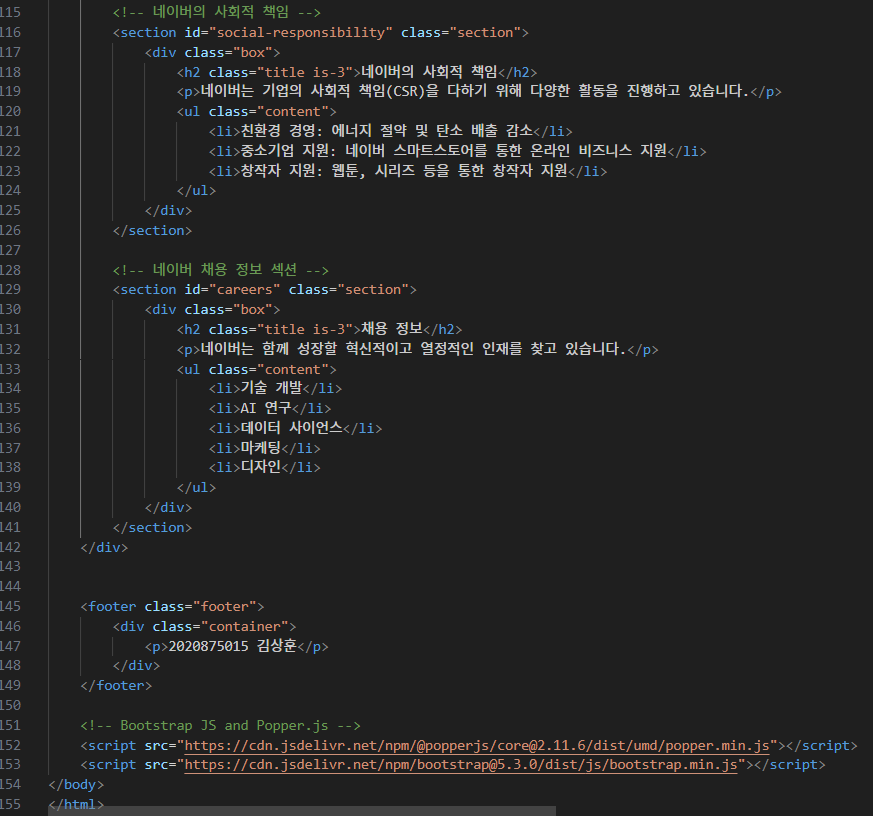 115 <!-- 네이버의 사회적 책임 -->
116 <section id="social-responsibility" class="section">
117 <div class="box">
118 <h2 class="title is-3">네이버의 사회적 책임</h2>
119 <p>네이버는 기업의 사회적 책임(CSR)을 다하기 위해 다양한 활동을 진행하고 있습니다.</p>
120 <ul class="content">
121 <li>친환경 경영: 에너지 절약 및 탄소 배출 감소</li>
122 <li>중소기업 지원: 네이버 스마트스토어를 통한 온라인 비즈니스 지원</li>
123 <li>창작자 지원: 웹툰, 시리즈 등을 통한 창작자 지원</li>
124 </ul>
125 </div>
126 </section>
127
128 <!-- 네이버 채용 정보 섹션 -->
129 <section id="careers" class="section">
130 <div class="box">
131 <h2 class="title is-3">채용 정보</h2>
132 <p>네이버는 함께 성장할 혁신적이고 열정적인 인재를 찾고 있습니다.</p>
133 <ul class="content">
134 <li>기술 개발</li>
135 <li>AI 연구</li>
136 <li>데이터 사이언스</li>
137 <li>마케팅</li>
138 <li>디자인</li>
139 </ul>
140 </div>
141 </section>
142 </div>
143
144
145 <footer class="footer">
146 <div class="container">
147 <p>2020875015 김상훈</p>
148 </div>
149 </footer>
150
151 <!-- Bootstrap JS and Popper.js -->
152 <script src="https://cdn.jsdelivr.net/npm/@popperjs/core@2.11.6/dist/umd/popper.min.js"></script>
153 <script src="https://cdn.jsdelivr.net/npm/bootstrap@5.3.0/dist/js/bootstrap.min.js"></script>
154 </body>
155 </html>